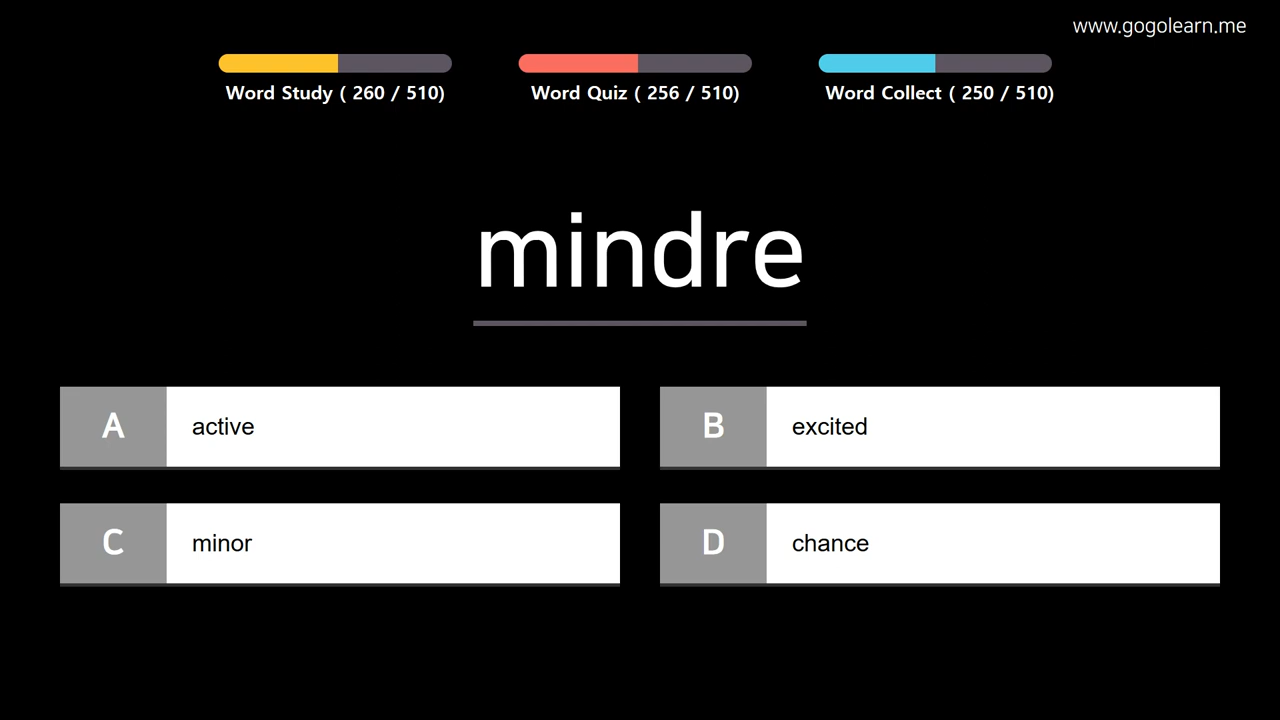 www.gogolearn.me
Word Study ( 260 / 510)
Word Quiz ( 256 / 510)
Word Collect ( 250 / 510)
mindre
A active
B excited
C minor
D chance